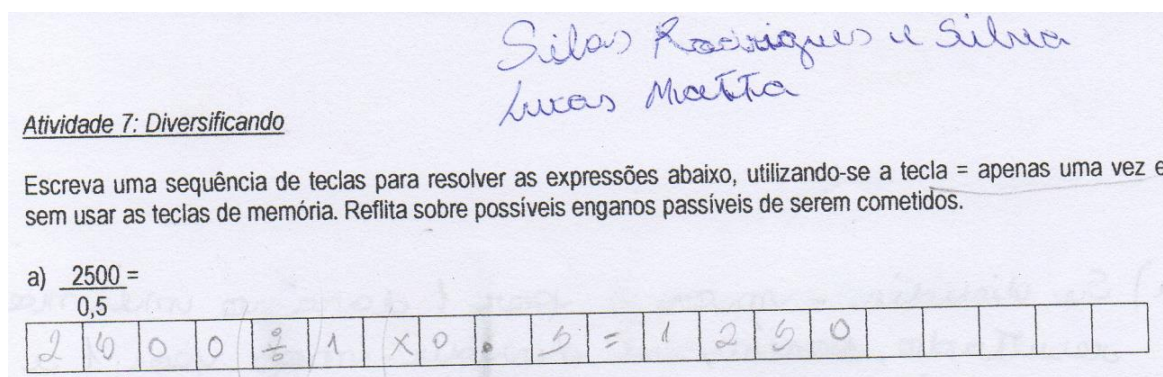 Silas Rodrigues e Silva
Lucas Matta
Atividade 7: Diversificando
Escreva uma sequência de teclas para resolver as expressões abaixo, utilizando-se a tecla = apenas uma vez e
sem usar as teclas de memória. Reflita sobre possíveis enganos passíveis de serem cometidos.
a) 2500 =
0,5
2 5 0 0 ÷ 1 X 0 . 5 = 1 2 5 0